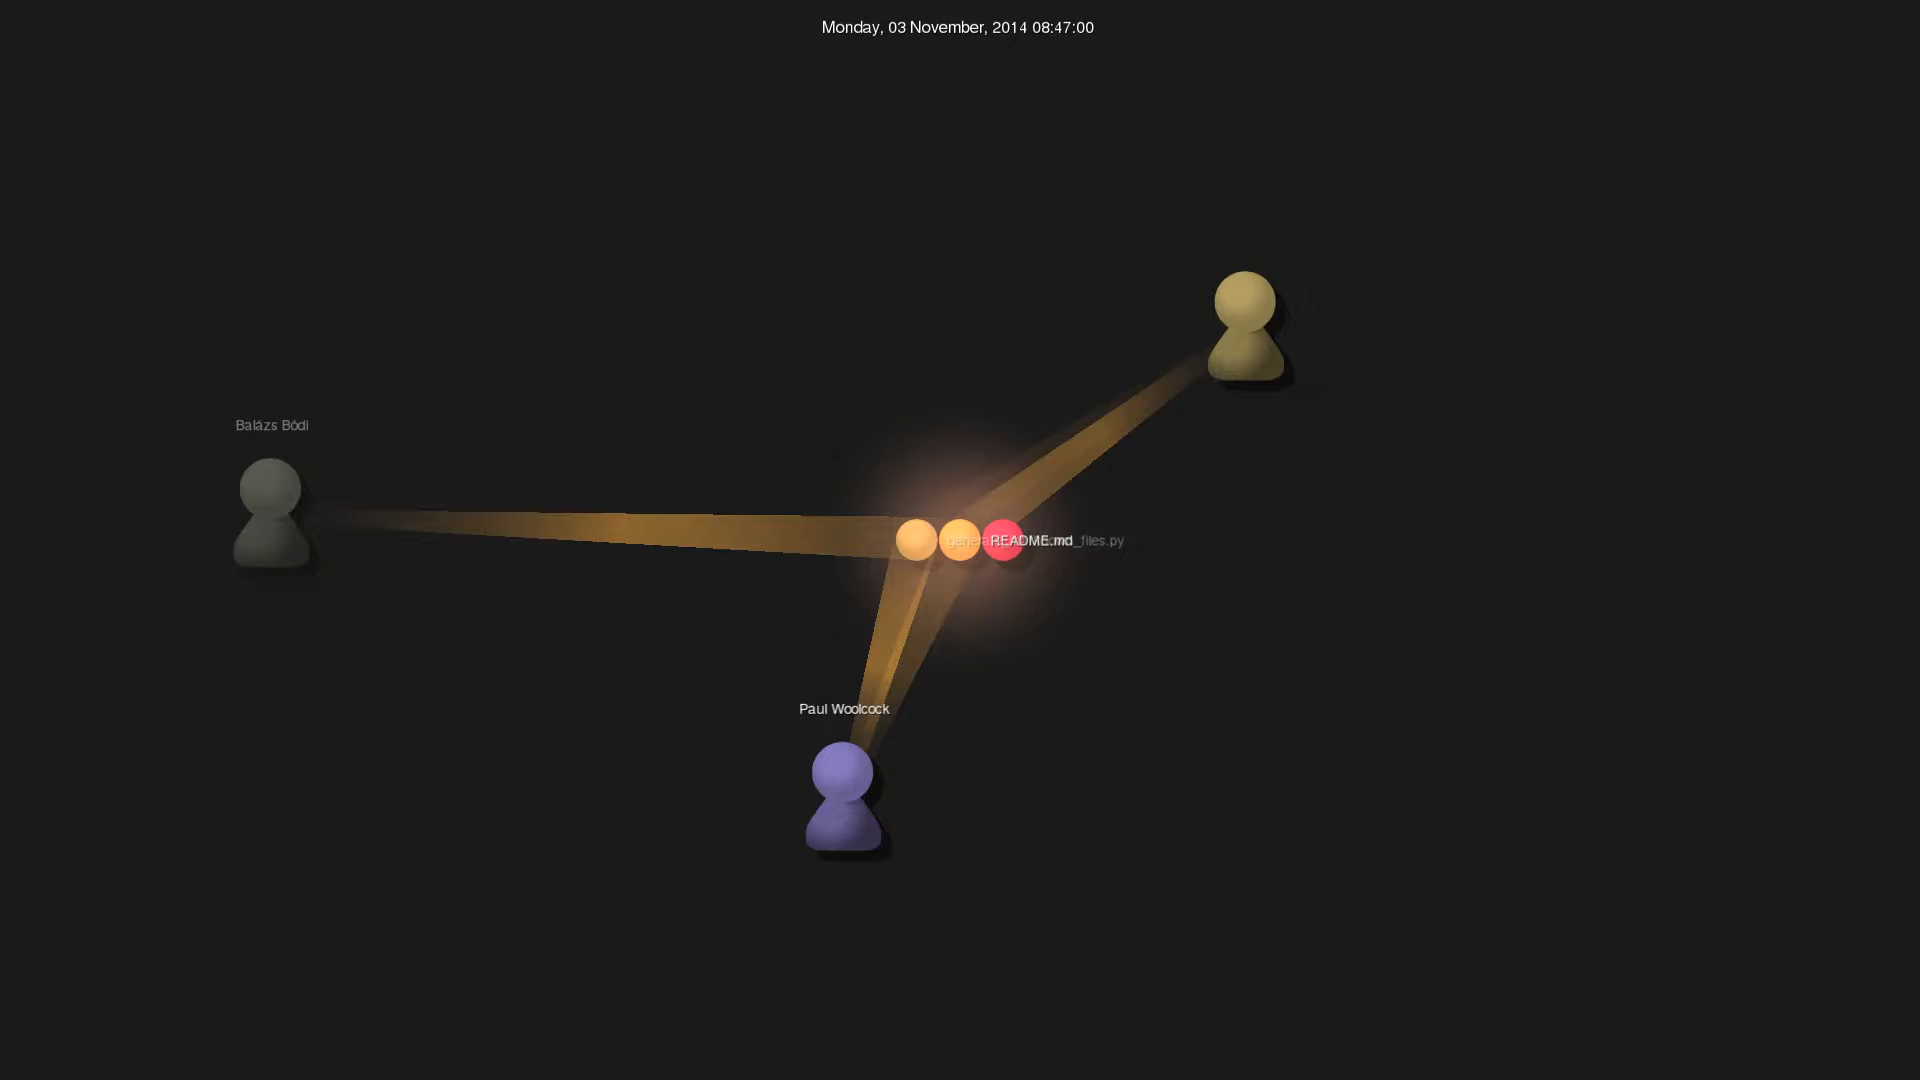 Monday, 03 November, 2014 08:47:00
Balázs Bódi
README.md _files.py
Paul Woolcock